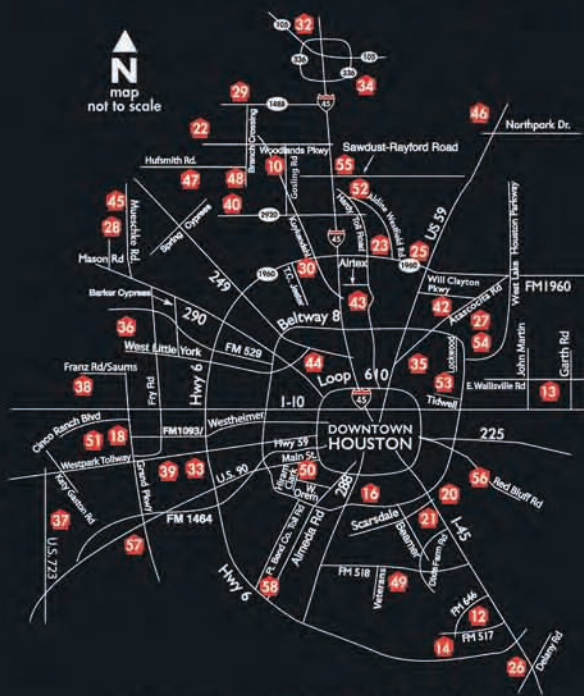 105
32
336
105
336
34
N
map
not to scale
29
1488
45
46
Northpark Dr.
22
Branch Crossing
Woodlands Pkwy
Sawdust-Rayford Road
Hufsmith Rd.
10
Gosling Rd
55
47
48
52
US 59
45
Mueschke Rd.
40
2920
Kuykendahl
Hardy Toll Road
Aldine Westfield Rd.
West Lake Houston Parkway
28
Spring Cypress
45
23
25
Mason Rd
249
1960
30
T.C. Jester
Airtex
1960
Will Clayton
Pkwy
FM1960
Barker Cypress
290
43
42
Atascocita Rd
27
Beltway 8
36
West Little York
FM 529
44
35
Lockwood
54
John Martin
Garth Rd
Franz Rd/Saums
38
Fry Rd
Hwy 6
Loop 610
53
E. Wallisville Rd
13
I-10
45
Tidwell
Cinco Ranch Blvd
51
18
FM1093/
Westheimer
DOWNTOWN
HOUSTON
225
Westpark Tollway
Hwy 59
Main St.
Katy Gaston Rd
Grand Pkwy
39
33
U.S. 90
Hiram Clark
50
W. Orem
288
56
Red Bluff Rd
16
20
37
FM 1464
Ft. Bend Co. Toll Rd
Almeda Rd
Scarsdale
21
I-45
U.S. 723
57
Beamer
Dixie Farm Rd
Hwy 6
58
FM 518
Veterans
49
FM 646
12
FM 517
14
26
Delany Rd